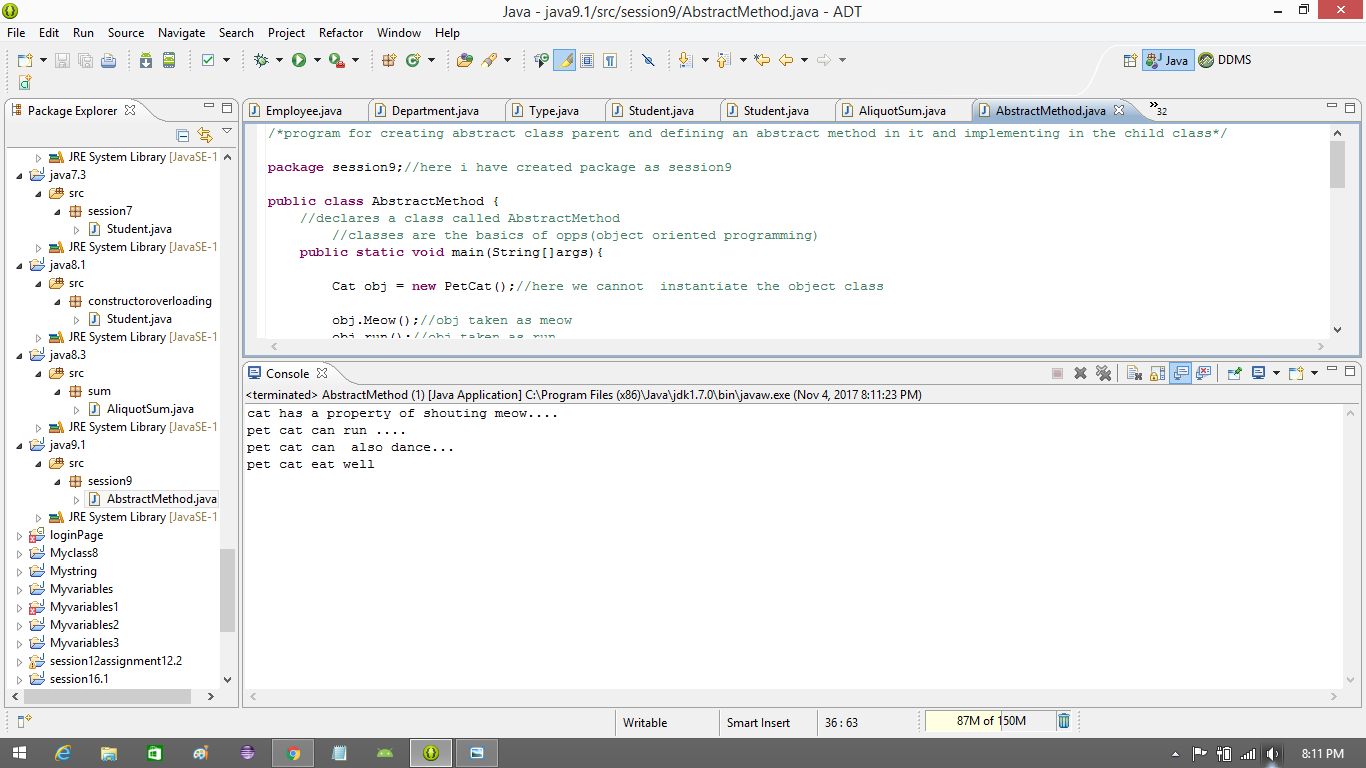 Java - java9.1/src/session9/AbstractMethod.java - ADT
File Edit Run Source Navigate Search Project Refactor Window Help
Java DDMS
Package Explorer
JRE System Library [JavaSE-1
java7.3
src
session7
Student.java
JRE System Library [JavaSE-1
java8.1
src
constructoroverloading
Student.java
JRE System Library [JavaSE-1
java8.3
src
sum
AliquotSum.java
JRE System Library [JavaSE-1
java9.1
src
session9
AbstractMethod.java
JRE System Library [JavaSE-1
loginPage
Myclass8
Mystring
Myvariables
Myvariables1
Myvariables2
Myvariables3
session12assignment12.2
session16.1
Employee.java Department.java Type.java Student.java Student.java AliquotSum.java AbstractMethod.java »32
/*program for creating abstract class parent and defining an abstract method in it and implementing in the child class*/
package session9;//here i have created package as session9
public class AbstractMethod {
//declares a class called AbstractMethod
//classes are the basics of opps(object oriented programming)
public static void main(String[]args){
Cat obj = new PetCat();//here we cannot  instantiate the object class
obj.Meow();//obj taken as meow
obj.run();//obj taken as run
Console
<terminated> AbstractMethod (1) [Java Application] C:\Program Files (x86)\Java\jdk1.7.0\bin\javaw.exe (Nov 4, 2017 8:11:23 PM)
cat has a property of shouting meow....
pet cat can run ....
pet cat can  also dance...
pet cat eat well
Writable Smart Insert 36 : 63 87M of 150M
8:11 PM